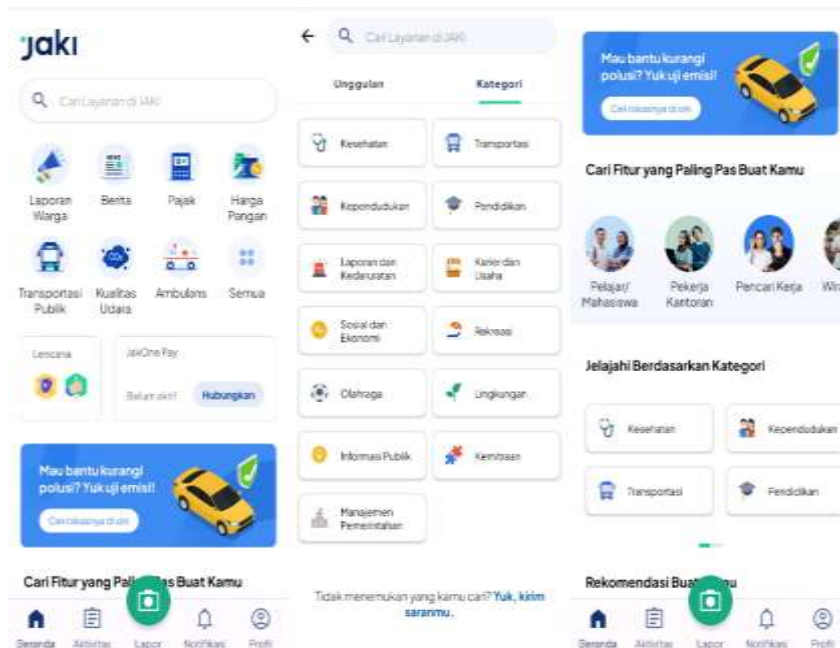 JAKI
Cari Layanan di JAKI
Laporan
Warga
Berita
Pajak
Harga
Pangan
Transportasi
Publik
Kualitas
Udara
Ambulans
Semua
Lencana
JakOne Pay
Belum aktif
Hubungkan
Mau bantu kurangi
polusi? Yuk uji emisi!
Cek lokasinya di sini
Cari Fitur yang Buat Kamu
Beranda
Aktivitas
Lapor
Notifikasi
Profil
Cari Layanan di JAKI
Unggulan
Kategori
Kesehatan
Transportasi
Kependudukan
Pendidikan
Laporan dan
Kedaruratan
Karier dan
Usaha
Sosial dan
Ekonomi
Rekreasi
Olahraga
Lingkungan
Informasi Publik
Kemitraan
Manajemen
Pemerintahan
Tidak menemukan yang kamu cari? Yuk, kirim
saranmu.
Mau bantu kurangi
polusi? Yuk uji emisi!
Cek lokasinya di sini
Cari Fitur yang Paling Pas Buat Kamu
Pelajar/
Mahasiswa
Pekerja
Kantoran
Pencari Kerja
Jelajahi Berdasarkan Kategori
Kesehatan
Kependudukan
Transportasi
Pendidikan
Rekomendasi
Beranda
Aktivitas
Lapor
Notifikasi
Profil